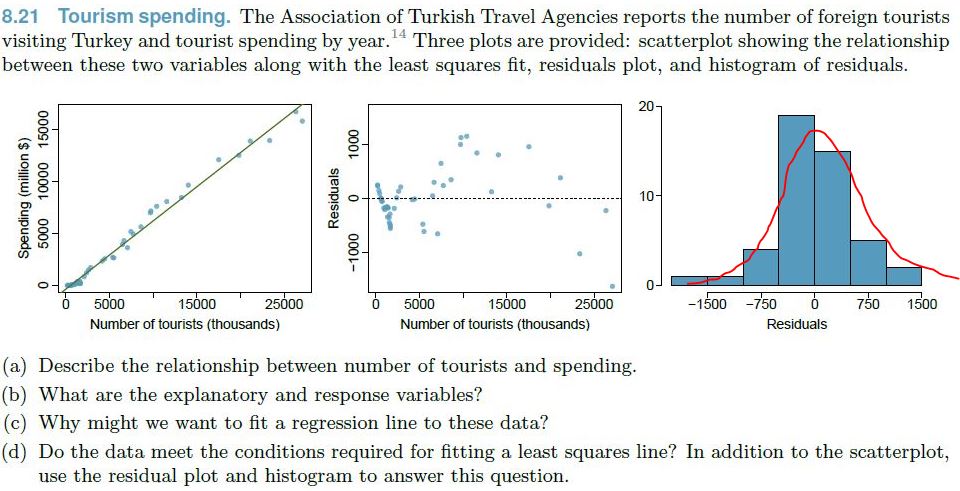 8.21 Tourism spending. The Association of Turkish Travel Agencies reports the number of foreign tourists
visiting Turkey and tourist spending by year.14 Three plots are provided: scatterplot showing the relationship
between these two variables along with the least squares fit, residuals plot, and histogram of residuals.
Spending (million $)
15000
10000
5000
0
0
5000
15000
25000
Number of tourists (thousands)
Residuals
1000
0
−1000
0
5000
15000
25000
Number of tourists (thousands)
20
10
0
−1500
−750
0
750
1500
Residuals
(a) Describe the relationship between number of tourists and spending.
(b) What are the explanatory and response variables?
(c) Why might we want to fit a regression line to these data?
(d) Do the data meet the conditions required for fitting a least squares line? In addition to the scatterplot,
use the residual plot and histogram to answer this question.